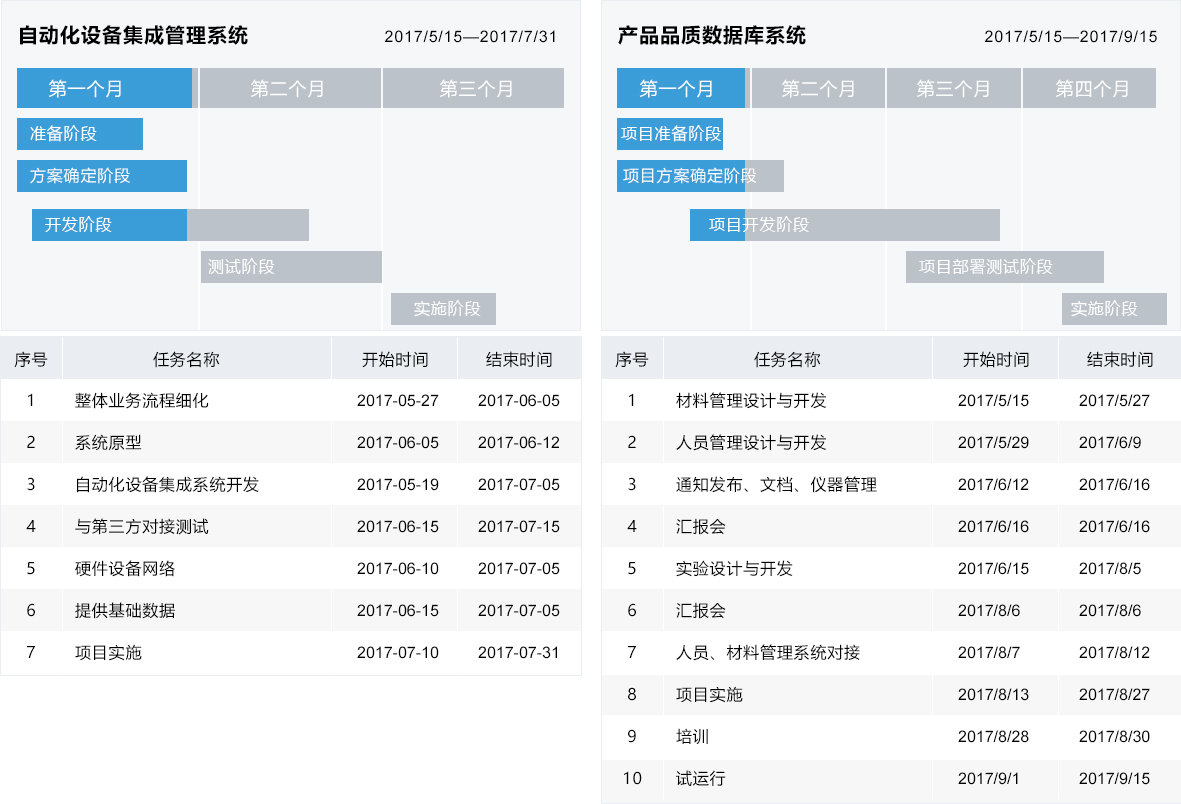 自动化设备集成管理系统 2017/5/15—2017/7/31
第一个月 第二个月 第三个月
准备阶段
方案确定阶段
开发阶段
测试阶段
实施阶段
序号 任务名称 开始时间 结束时间
1 整体业务流程细化 2017-05-27 2017-06-05
2 系统原型 2017-06-05 2017-06-12
3 自动化设备集成系统开发 2017-05-19 2017-07-05
4 与第三方对接测试 2017-06-15 2017-07-15
5 硬件设备网络 2017-06-10 2017-07-05
6 提供基础数据 2017-06-15 2017-07-05
7 项目实施 2017-07-10 2017-07-31
产品品质数据库系统 2017/5/15—2017/9/15
第一个月 第二个月 第三个月 第四个月
项目准备阶段
项目方案确定阶段
项目开发阶段
项目部署测试阶段
实施阶段
序号 任务名称 开始时间 结束时间
1 材料管理设计与开发 2017/5/15 2017/5/27
2 人员管理设计与开发 2017/5/29 2017/6/9
3 通知发布、文档、仪器管理 2017/6/12 2017/6/16
4 汇报会 2017/6/16 2017/6/16
5 实验设计与开发 2017/6/15 2017/8/5
6 汇报会 2017/8/6 2017/8/6
7 人员、材料管理系统对接 2017/8/7 2017/8/12
8 项目实施 2017/8/13 2017/8/27
9 培训 2017/8/28 2017/8/30
10 试运行 2017/9/1 2017/9/15